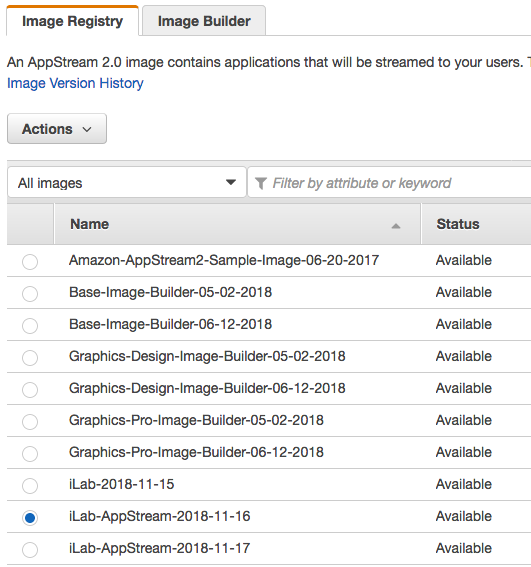 Image Registry
Image Builder
An AppStream 2.0 image contains applications that will be streamed to your users.
Image Version History
Actions
All images
Filter by attribute or keyword
Name Status
Amazon-AppStream2-Sample-Image-06-20-2017 Available
Base-Image-Builder-05-02-2018 Available
Base-Image-Builder-06-12-2018 Available
Graphics-Design-Image-Builder-05-02-2018 Available
Graphics-Design-Image-Builder-06-12-2018 Available
Graphics-Pro-Image-Builder-05-02-2018 Available
Graphics-Pro-Image-Builder-06-12-2018 Available
iLab-2018-11-15 Available
iLab-AppStream-2018-11-16 Available
iLab-AppStream-2018-11-17 Available